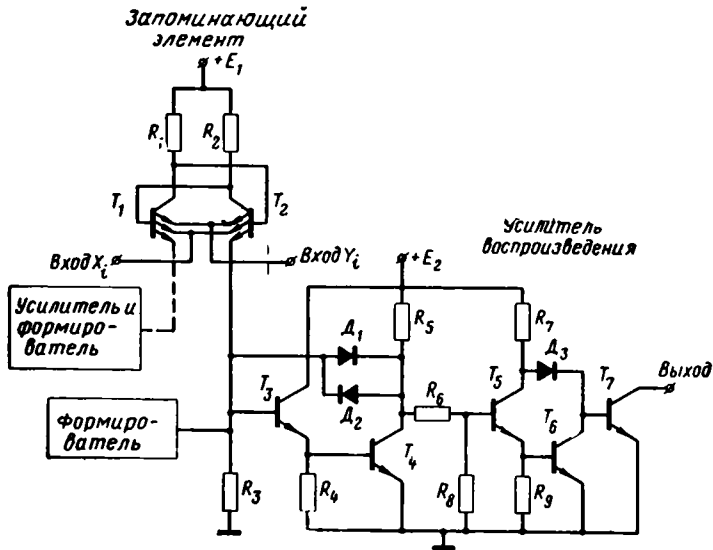 Запоминающий
элемент
+E₁
Rᵢ
R₂
T₁
T₂
Вход Xᵢ
Вход Yᵢ
Усилитель
воспроизведения
+E₂
Усилитель и
формиро-
ватель
R₅
R₇
Д₁
Д₂
Д₃
T₃
T₅
T₇
Выход
R₆
T₆
формиро-
ватель
T₄
R₃
R₄
R₈
R₉